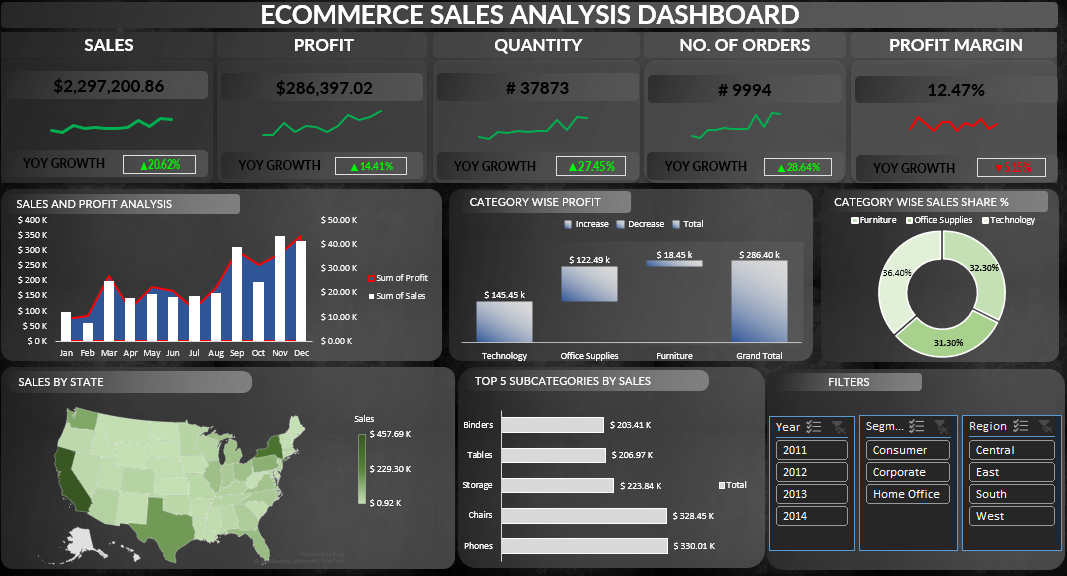 ECOMMERCE SALES ANALYSIS DASHBOARD
SALES
$2,297,200.86
YOY GROWTH
▲20.62%
PROFIT
$286,397.02
YOY GROWTH
▲14.41%
QUANTITY
# 37873
YOY GROWTH
▲27.45%
NO. OF ORDERS
# 9994
YOY GROWTH
▲28.64%
PROFIT MARGIN
12.47%
YOY GROWTH
SALES AND PROFIT ANALYSIS
$ 400 K
$ 350 K
$ 300 K
$ 250 K
$ 200 K
$ 150 K
$ 100 K
$ 50 K
$ 0 K
$ 50.00 K
$ 40.00 K
$ 30.00 K
$ 20.00 K
$ 10.00 K
$ 0.00 K
Jan Feb Mar Apr May Jun Jul Aug Sep Oct Nov Dec
Sum of Profit
Sum of Sales
CATEGORY WISE PROFIT
Increase Decrease Total
$ 145.45 k
$ 122.49 k
$ 18.45 k
$ 286.40 k
Technology Office Supplies Furniture Grand Total
CATEGORY WISE SALES SHARE %
Furniture Office Supplies Technology
36.40%
32.30%
31.30%
SALES BY STATE
Sales
$ 457.69 K
$ 229.30 K
$ 0.92 K
TOP 5 SUBCATEGORIES BY SALES
Binders $ 203.41 K
Tables $ 206.97 K
Storage $ 223.84 K
Chairs $ 328.45 K
Phones $ 330.01 K
Total
FILTERS
Year
2011
2012
2013
2014
Segm...
Consumer
Corporate
Home Office
Region
Central
East
South
West